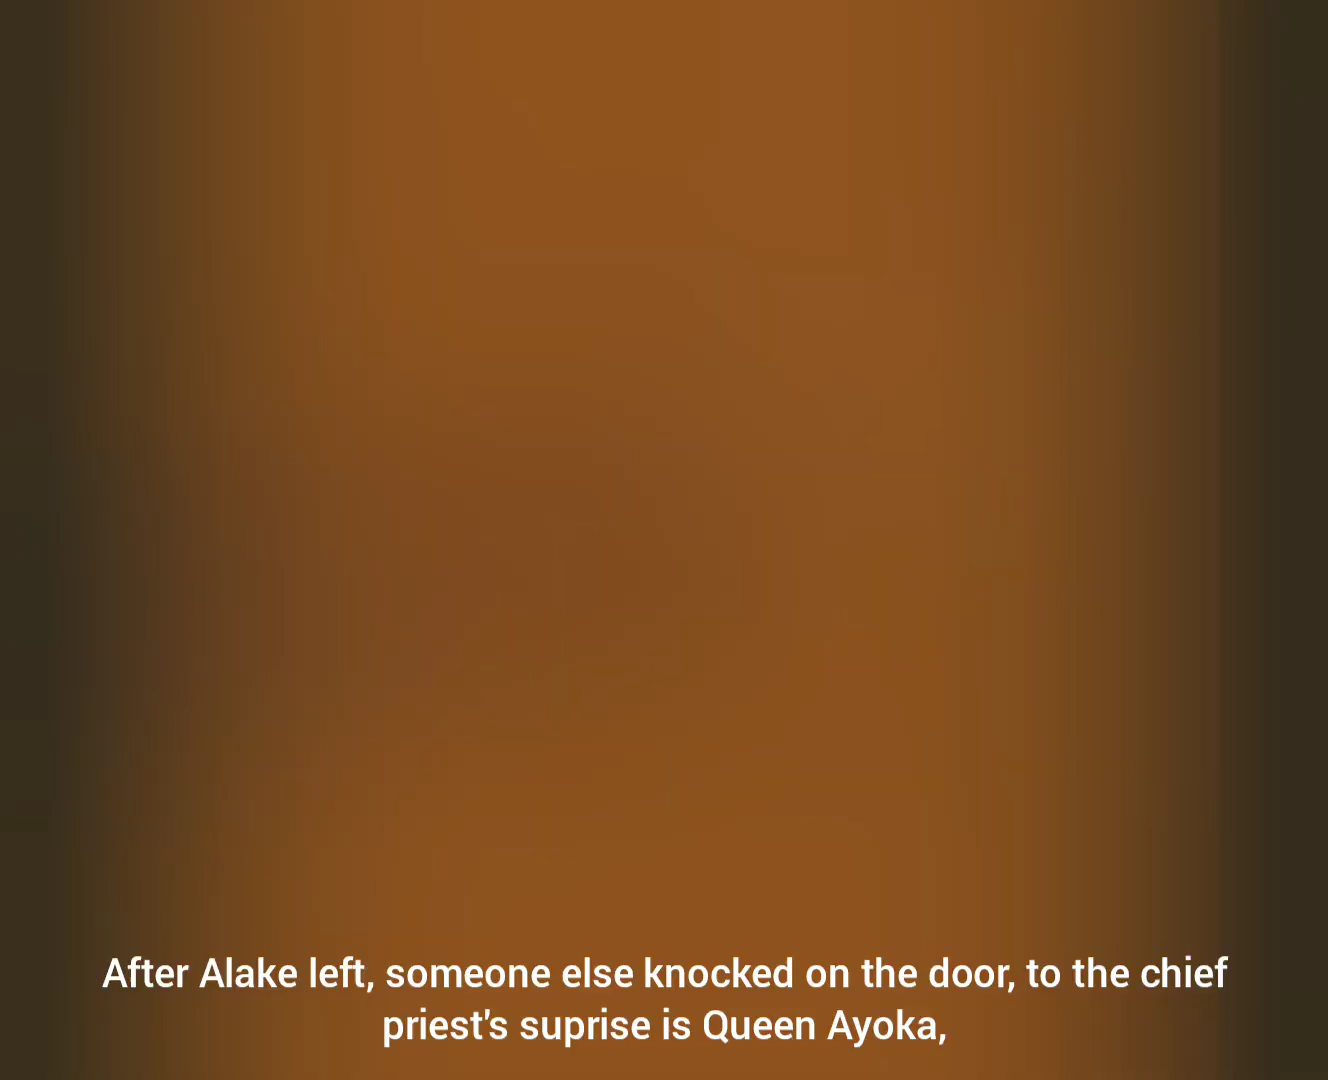 After Alake left, someone else knocked on the door, to the chief
priest's suprise is Queen Ayoka,